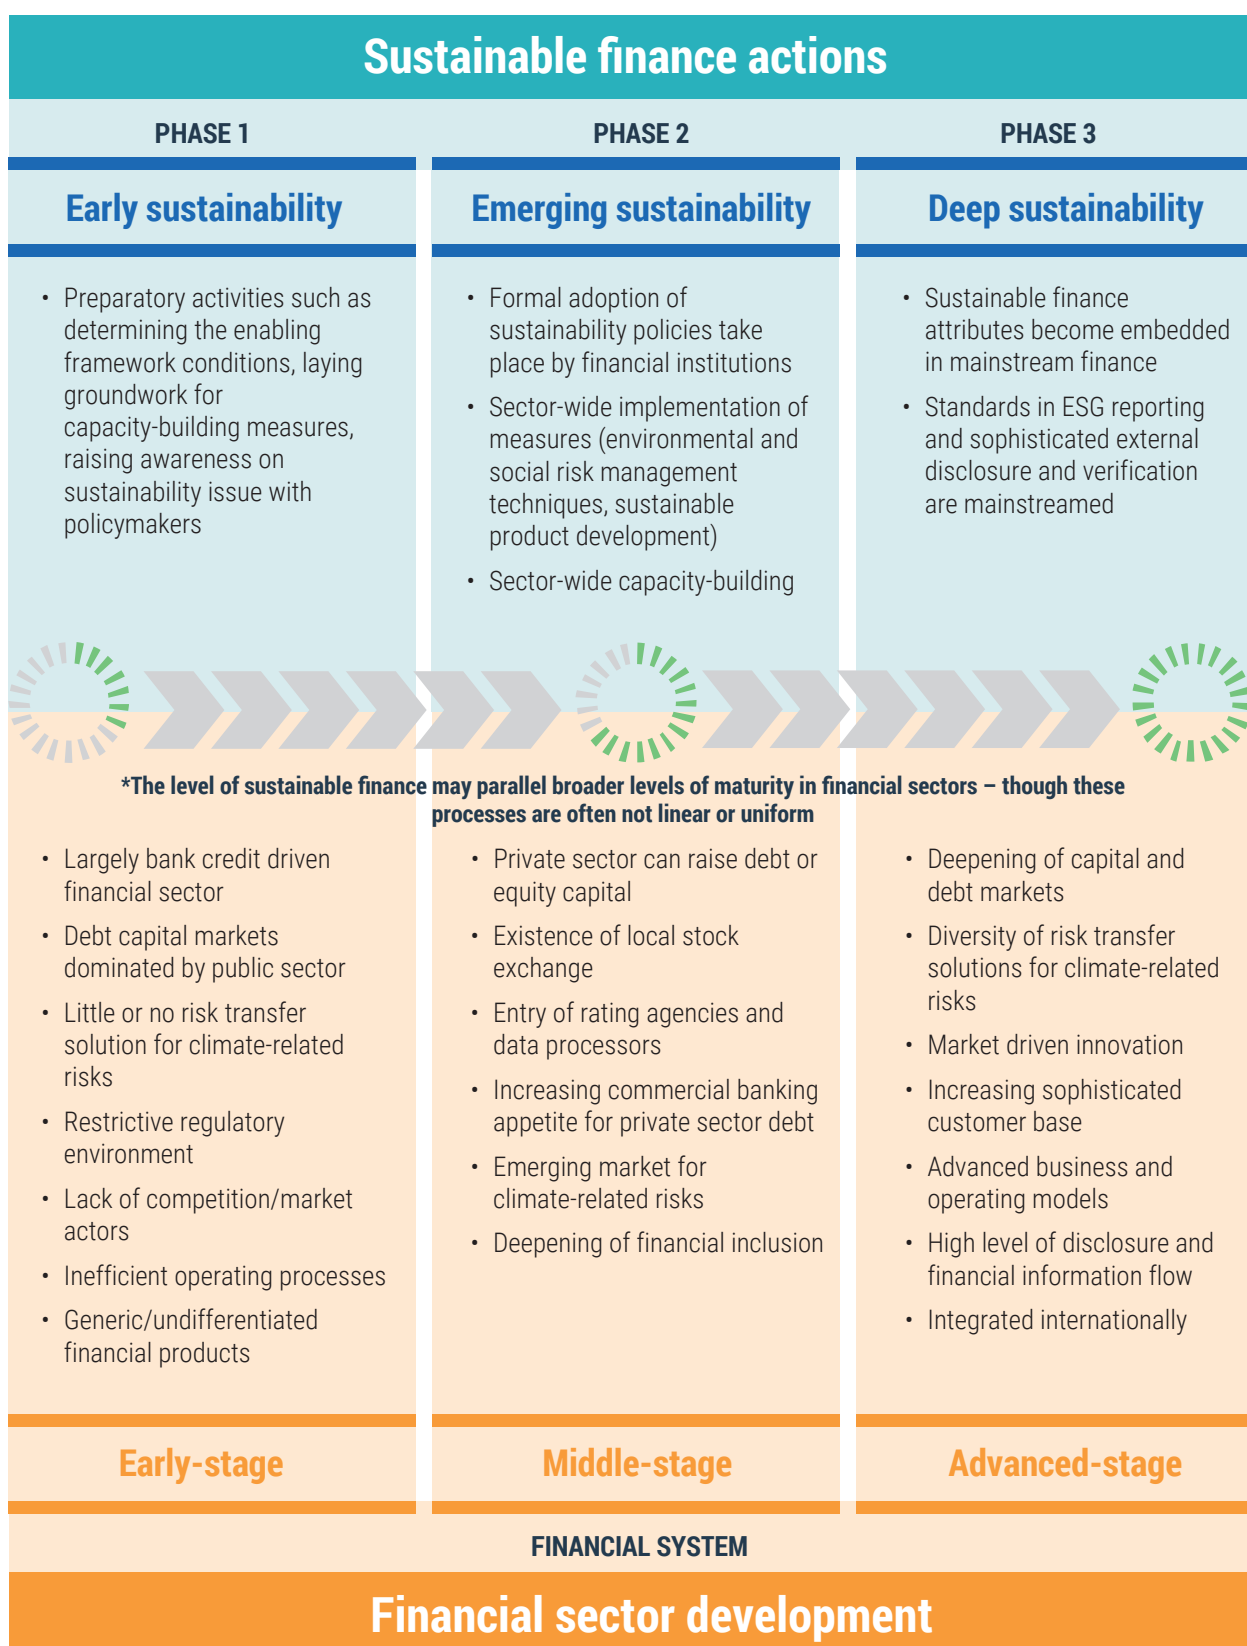 Sustainable finance actions
PHASE 1
PHASE 2
PHASE 3
Early sustainability
Emerging sustainability
Deep sustainability
• Preparatory activities such as
determining the enabling
framework conditions, laying
groundwork for
capacity-building measures,
raising awareness on
sustainability issue with
policymakers
• Formal adoption of
sustainability policies take
place by financial institutions
• Sector-wide implementation of
measures (environmental and
social risk management
techniques, sustainable
product development)
• Sector-wide capacity-building
• Sustainable finance
attributes become embedded
in mainstream finance
• Standards in ESG reporting
and sophisticated external
disclosure and verification
are mainstreamed
*The level of sustainable finance may parallel broader levels of maturity in financial sectors – though these
processes are often not linear or uniform
• Largely bank credit driven
financial sector
• Debt capital markets
dominated by public sector
• Little or no risk transfer
solution for climate-related
risks
• Restrictive regulatory
environment
• Lack of competition/market
actors
• Inefficient operating processes
• Generic/undifferentiated
financial products
• Private sector can raise debt or
equity capital
• Existence of local stock
exchange
• Entry of rating agencies and
data processors
• Increasing commercial banking
appetite for private sector debt
• Emerging market for
climate-related risks
• Deepening of financial inclusion
• Deepening of capital and
debt markets
• Diversity of risk transfer
solutions for climate-related
risks
• Market driven innovation
• Increasing sophisticated
customer base
• Advanced business and
operating models
• High level of disclosure and
financial information flow
• Integrated internationally
Early-stage
Middle-stage
Advanced-stage
FINANCIAL SYSTEM
Financial sector development